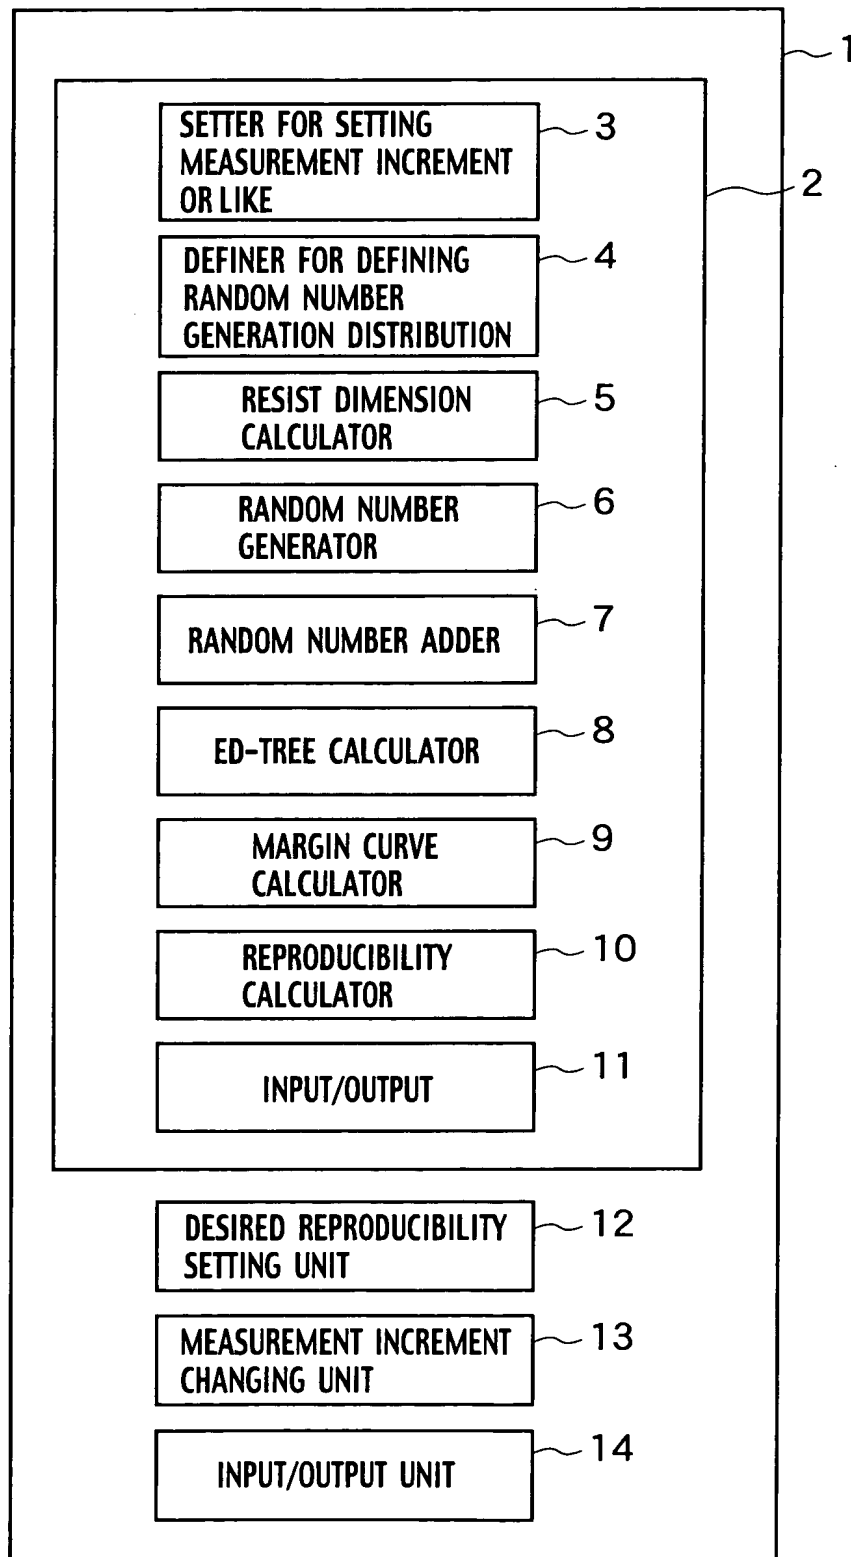 1
SETTER FOR SETTING
MEASUREMENT INCREMENT
OR LIKE
3
2
DEFINER FOR DEFINING
RANDOM NUMBER
GENERATION DISTRIBUTION
4
RESIST DIMENSION
CALCULATOR
5
RANDOM NUMBER
GENERATOR
6
RANDOM NUMBER ADDER
7
ED-TREE CALCULATOR
8
MARGIN CURVE
CALCULATOR
9
REPRODUCIBILITY
CALCULATOR
10
INPUT/OUTPUT
11
DESIRED REPRODUCIBILITY
SETTING UNIT
12
MEASUREMENT INCREMENT
CHANGING UNIT
13
INPUT/OUTPUT UNIT
14